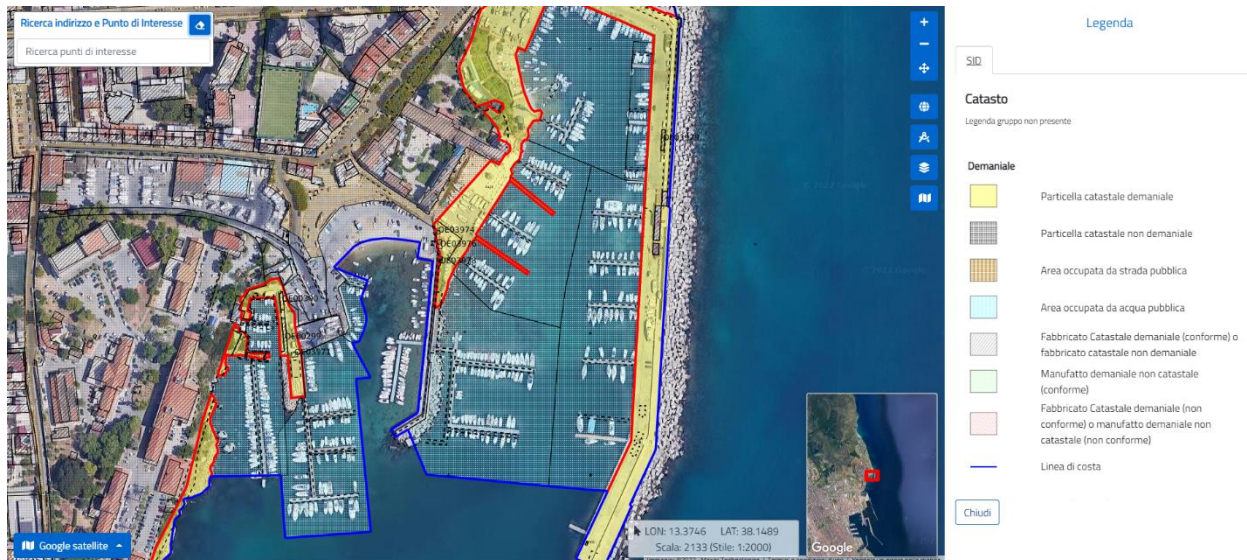 Ricerca indirizzo e Punto di Interesse
Ricerca punti di interesse
DE03974
DE03976
Google satellite
LON: 13.3746 LAT: 38.1489
Scala: 2133 (Stile: 1:2000)
Google
Legenda
SID
Catasto
Legenda gruppo non presente
Demaniale
Particella catastale demaniale
Particella catastale non demaniale
Area occupata da strada pubblica
Area occupata da acqua pubblica
Fabbricato Catastale demaniale (conforme) o
fabbricato catastale non demaniale
Manufatto demaniale non catastale
(conforme)
Fabbricato Catastale demaniale (non
conforme) o manufatto demaniale non
catastale (non conforme)
Linea di costa
Chiudi